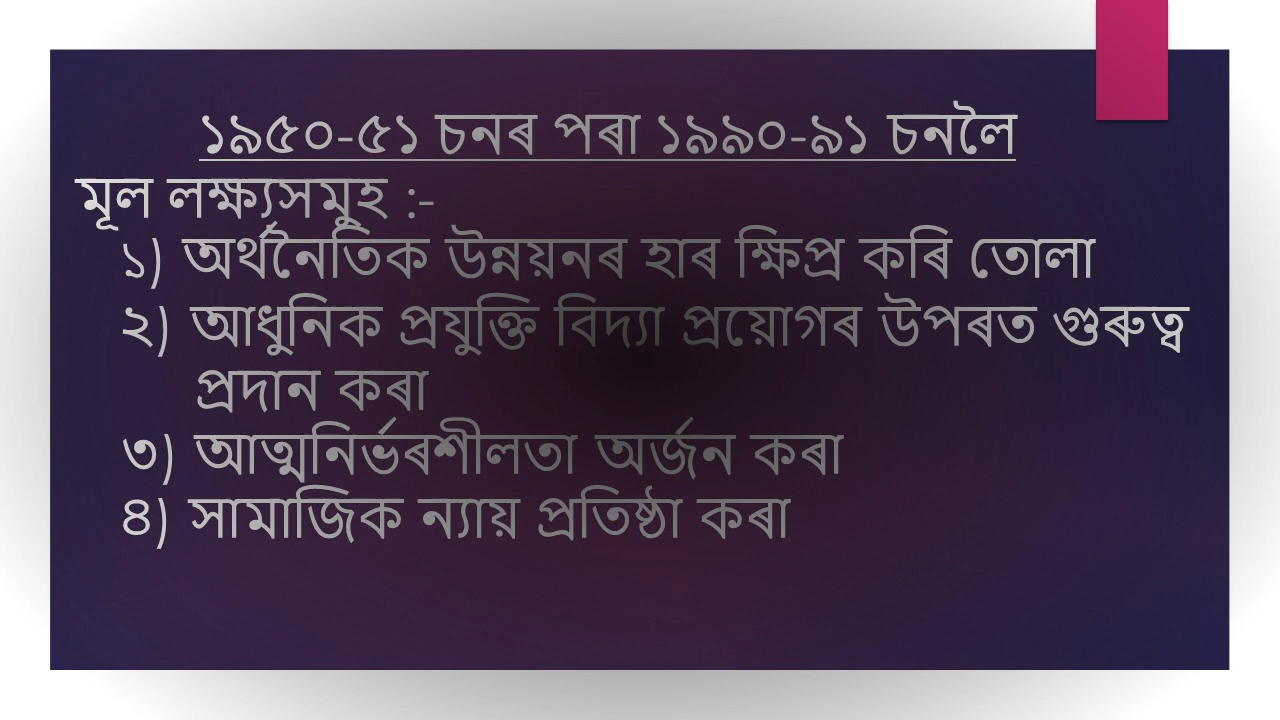 ১৯৫০-৫১ চনৰ পৰা ১৯৯০-৯১ চনলৈ
মূল লক্ষ্যসমুহ :-
১) অৰ্থনৈতিক উন্নয়নৰ হাৰ ক্ষিপ্ৰ কৰি তোলা
২) আধুনিক প্ৰযুক্তি বিদ্যা প্ৰয়োগৰ উপৰত গুৰুত্ব
প্ৰদান কৰা
৩) আত্মনিৰ্ভৰশীলতা অৰ্জন কৰা
৪) সামাজিক ন্যায় প্ৰতিষ্ঠা কৰা